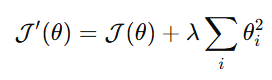 𝒥′(θ) = 𝒥(θ) + λ ∑ᵢ θᵢ²